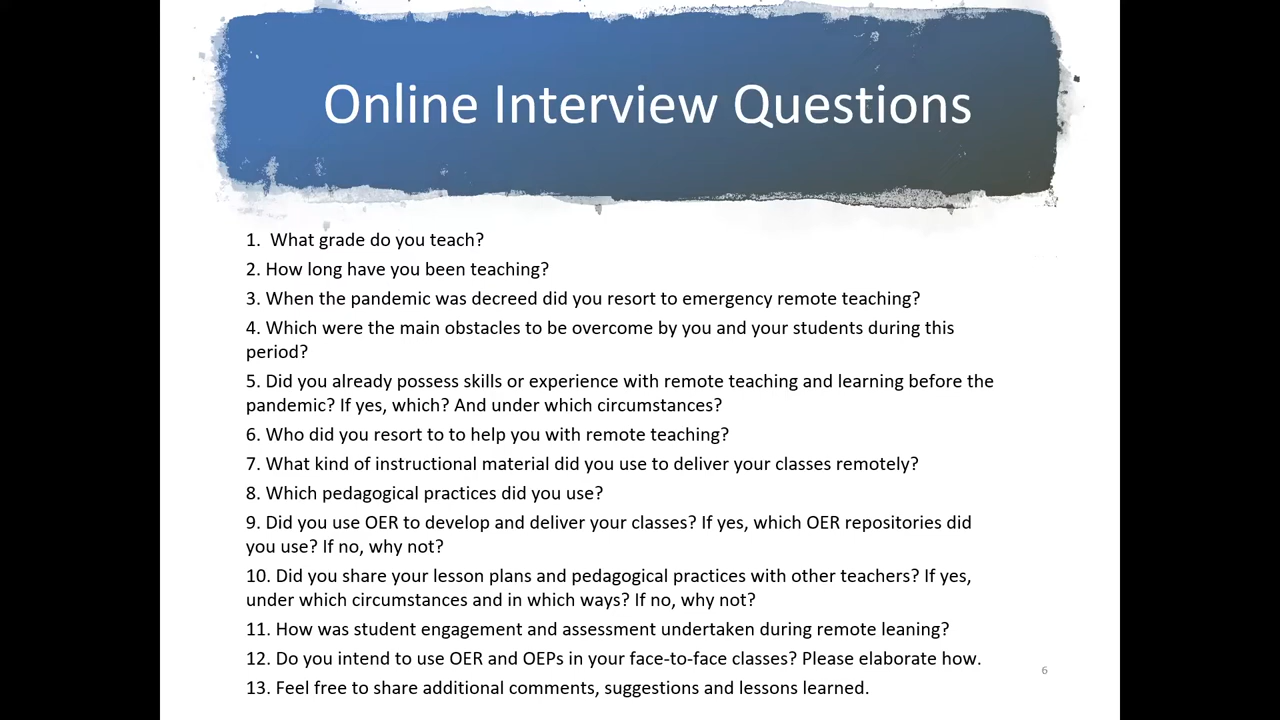 Online Interview Questions
1.  What grade do you teach?
2. How long have you been teaching?
3. When the pandemic was decreed did you resort to emergency remote teaching?
4. Which were the main obstacles to be overcome by you and your students during this
period?
5. Did you already possess skills or experience with remote teaching and learning before the
pandemic? If yes, which? And under which circumstances?
6. Who did you resort to to help you with remote teaching?
7. What kind of instructional material did you use to deliver your classes remotely?
8. Which pedagogical practices did you use?
9. Did you use OER to develop and deliver your classes? If yes, which OER repositories did
you use? If no, why not?
10. Did you share your lesson plans and pedagogical practices with other teachers? If yes,
under which circumstances and in which ways? If no, why not?
11. How was student engagement and assessment undertaken during remote leaning?
12. Do you intend to use OER and OEPs in your face-to-face classes? Please elaborate how.
6
13. Feel free to share additional comments, suggestions and lessons learned.